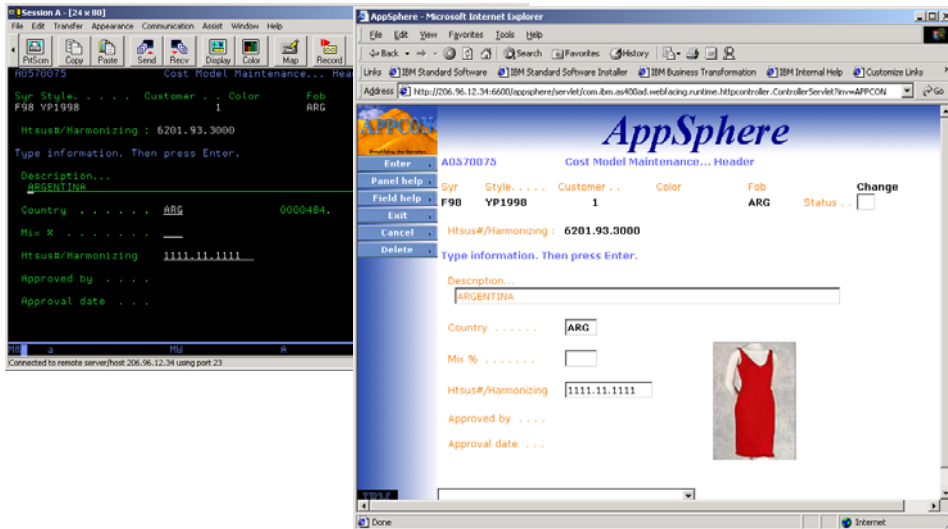 Session A - [24 x 80]
File Edit Transfer Appearance Communication Assist Window Help
PrtScrn Copy Paste Send Recv Display Color Map Record
A0570075 Cost Model Maintenance... Hea
Syr Style. . . . . Customer . . Color Fob
F98 YP1998 1 ARG
Htsus#/Harmonizing : 6201.93.3000
Type information. Then press Enter.
Description...
ARGENTINA
Country . . . . . . ARG 0000484.
Mix % . . . . . . .
Htsus#/Harmonizing 1111.11.1111
Approved by . . . .
Approval date . . .
a MW A
Connected to remote server/host 206.96.12.34 using port 23
AppSphere - Microsoft Internet Explorer
File Edit View Favorites Tools Help
Back Search Favorites History
Links IBM Standard Software IBM Standard Software Installer IBM Business Transformation IBM Internal Help Customize Links
Address http://206.96.12.34:6600/appsphere/servlet/com.ibm.as400ad.webfacing.runtime.httpcontroller.ControllerServlet?inv=APPCON Go
APPCON
AppSphere
Enter
Panel help
Field help
Exit
Cancel
Delete
A0570075 Cost Model Maintenance... Header
Syr Style. . . . . Customer . . Color Fob Change
F98 YP1998 1 ARG Status . .
Htsus#/Harmonizing : 6201.93.3000
Type information. Then press Enter.
Description...
ARGENTINA
Country . . . . . . ARG
Mix % . . . . . . .
Htsus#/Harmonizing 1111.11.1111
Approved by . . . .
Approval date . . .
IBM
Done Internet